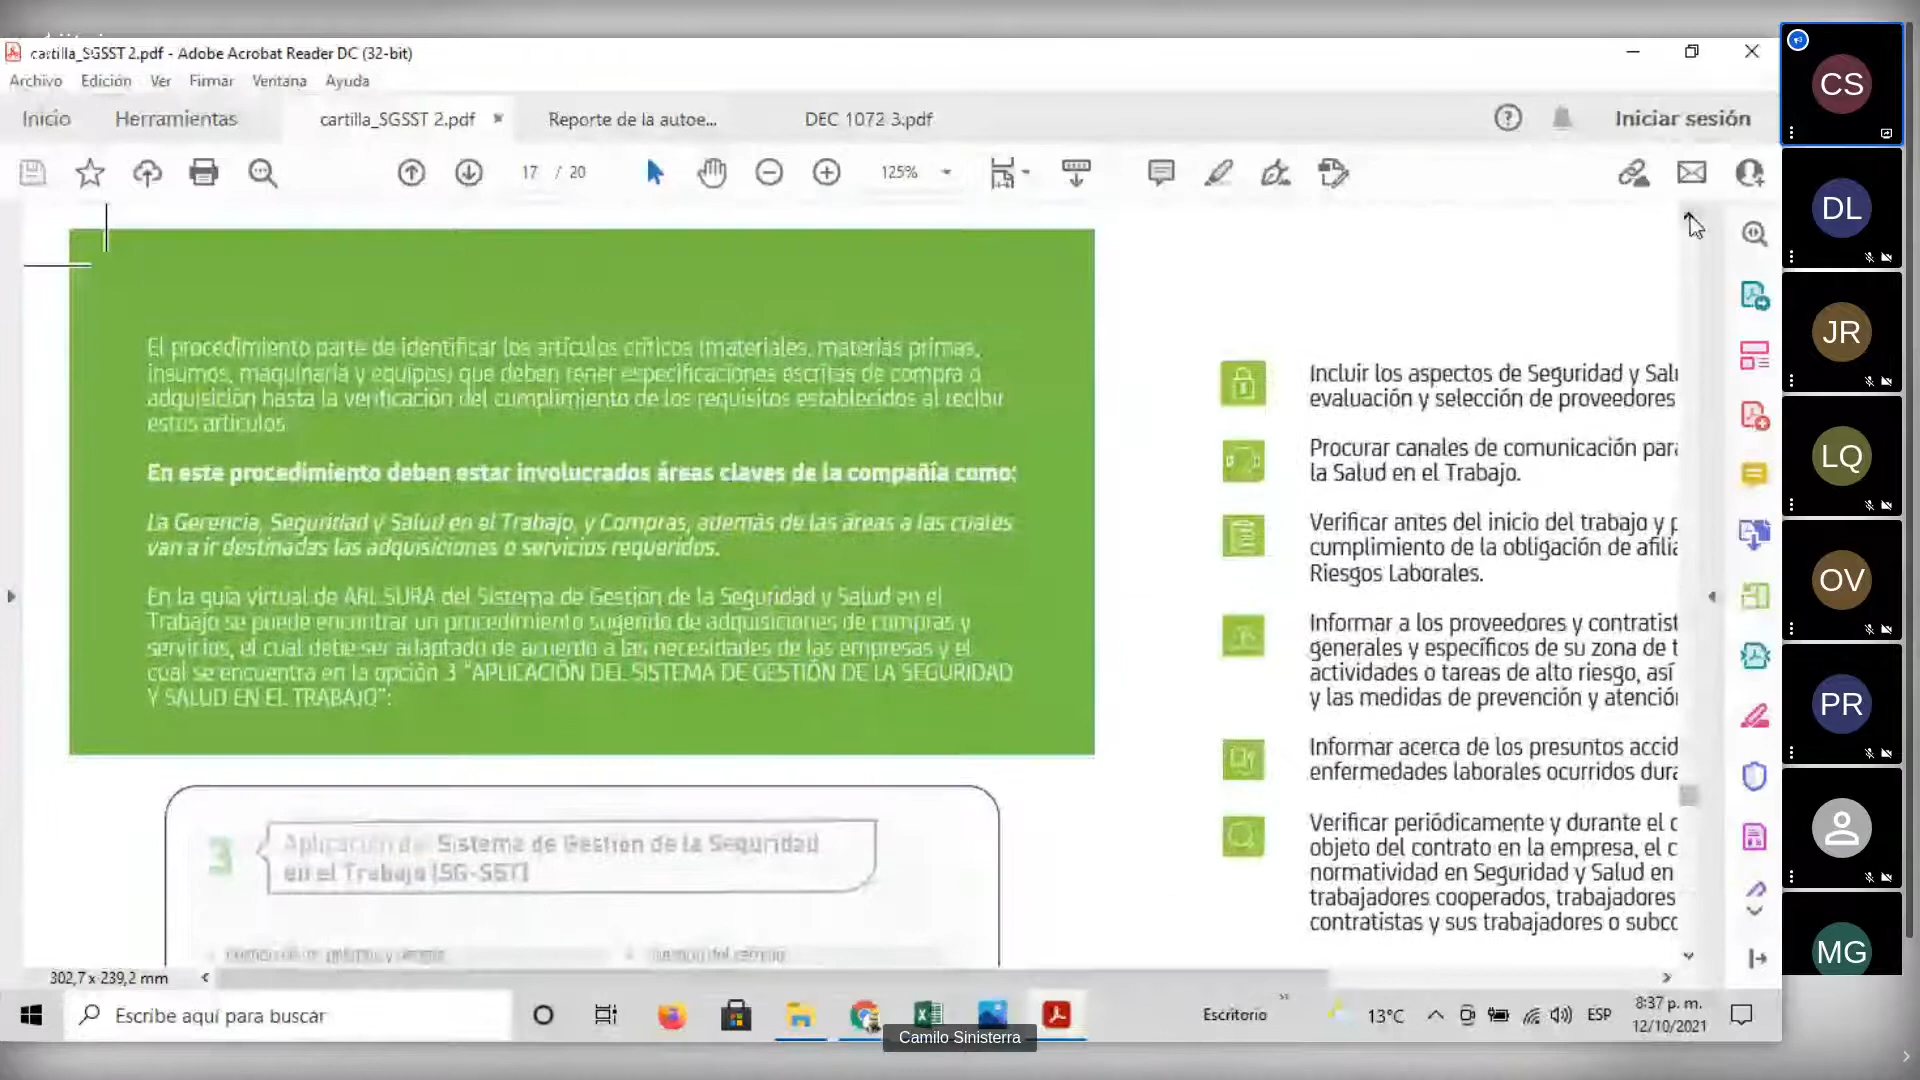 cartilla_SGSST 2.pdf - Adobe Acrobat Reader DC (32-bit)
Archivo Edición Ver Firmar Ventana Ayuda
Inicio Herramientas cartilla_SGSST 2.pdf × Reporte de la autoe... DEC 1072 3.pdf Iniciar sesión
17 / 20 125%
El procedimiento parte de identificar los artículos críticos (materiales, materias primas,
insumos, maquinaria y equipos) que deben tener especificaciones escritas de compra o
adquisición hasta la verificación del cumplimiento de los requisitos establecidos al recibir
estos artículos.
En este procedimiento deben estar involucrados áreas claves de la compañía como:
La Gerencia, Seguridad y Salud en el Trabajo, y Compras, además de las áreas a las cuales
van a ir destinadas las adquisiciones o servicios requeridos.
En la guía virtual de ARL SURA del Sistema de Gestión de la Seguridad y Salud en el
Trabajo se puede encontrar un procedimiento sugerido de adquisiciones de compras y
servicios, el cual debe ser adaptado de acuerdo a las necesidades de las empresas y el
cual se encuentra en la opción 3 "APLICACIÓN DEL SISTEMA DE GESTIÓN DE LA SEGURIDAD
Y SALUD EN EL TRABAJO":
3
Aplicación del Sistema de Gestión de la Seguridad
en el Trabajo (SG-SST)
Incluir los aspectos de Seguridad y Salu
evaluación y selección de proveedores
Procurar canales de comunicación para
la Salud en el Trabajo.
Verificar antes del inicio del trabajo y p
cumplimiento de la obligación de afilia
Riesgos Laborales.
Informar a los proveedores y contratist
generales y específicos de su zona de t
actividades o tareas de alto riesgo, así
y las medidas de prevención y atención
Informar acerca de los presuntos accid
enfermedades laborales ocurridos dura
Verificar periódicamente y durante el d
objeto del contrato en la empresa, el c
normatividad en Seguridad y Salud en
trabajadores cooperados, trabajadores
contratistas y sus trabajadores o subco
302,7 x 239,2 mm
Escribe aquí para buscar
Escritorio
13°C
ESP
8:37 p. m.
12/10/2021
Camilo Sinisterra
CS
DL
JR
LQ
OV
PR
MG